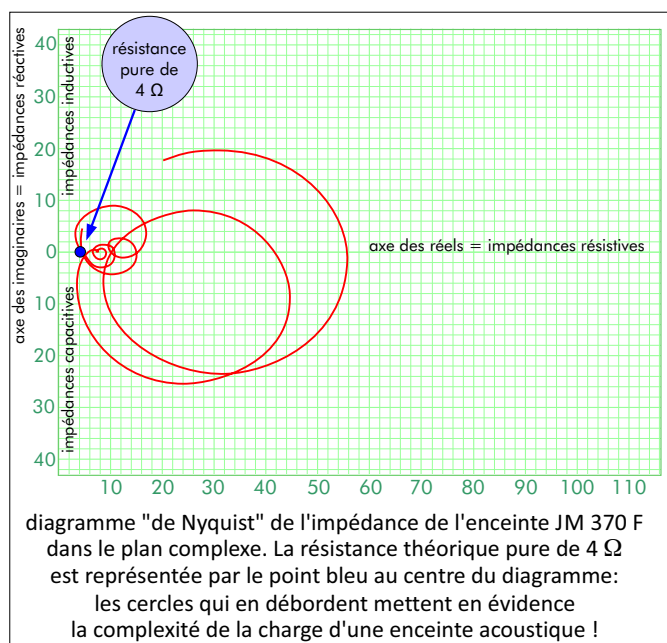 résistance
pure de
4 Ω
axe des imaginaires = impédances réactives
impédances inductives
impédances capacitives
40
30
20
10
0
10
20
30
40
axe des réels = impédances résistives
10 20 30 40 50 60 70 80 90 100 110
diagramme "de Nyquist" de l'impédance de l'enceinte JM 370 F
dans le plan complexe. La résistance théorique pure de 4 Ω
est représentée par le point bleu au centre du diagramme:
les cercles qui en débordent mettent en évidence
la complexité de la charge d'une enceinte acoustique !